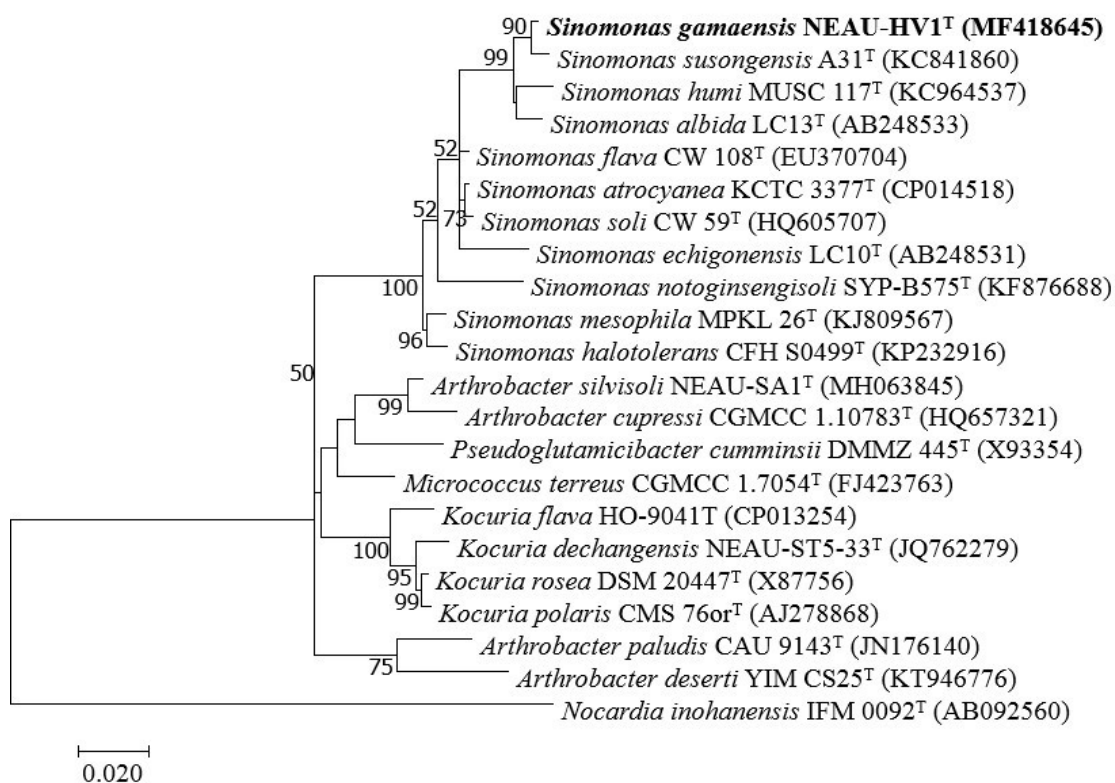 90 Sinomonas gamaensis NEAU-HV1ᵀ (MF418645)
99 Sinomonas susongensis A31ᵀ (KC841860)
Sinomonas humi MUSC 117ᵀ (KC964537)
Sinomonas albida LC13ᵀ (AB248533)
52 Sinomonas flava CW 108ᵀ (EU370704)
Sinomonas atrocyanea KCTC 3377ᵀ (CP014518)
52 73 Sinomonas soli CW 59ᵀ (HQ605707)
Sinomonas echigonensis LC10ᵀ (AB248531)
100 Sinomonas notoginsengisoli SYP-B575ᵀ (KF876688)
Sinomonas mesophila MPKL 26ᵀ (KJ809567)
96 Sinomonas halotolerans CFH S0499ᵀ (KP232916)
50 Arthrobacter silvisoli NEAU-SA1ᵀ (MH063845)
99 Arthrobacter cupressi CGMCC 1.10783ᵀ (HQ657321)
Pseudoglutamicibacter cumminsii DMMZ 445ᵀ (X93354)
Micrococcus terreus CGMCC 1.7054ᵀ (FJ423763)
Kocuria flava HO-9041T (CP013254)
100 Kocuria dechangensis NEAU-ST5-33ᵀ (JQ762279)
95 Kocuria rosea DSM 20447ᵀ (X87756)
99 Kocuria polaris CMS 76orᵀ (AJ278868)
Arthrobacter paludis CAU 9143ᵀ (JN176140)
75 Arthrobacter deserti YIM CS25ᵀ (KT946776)
Nocardia inohanensis IFM 0092ᵀ (AB092560)
0.020